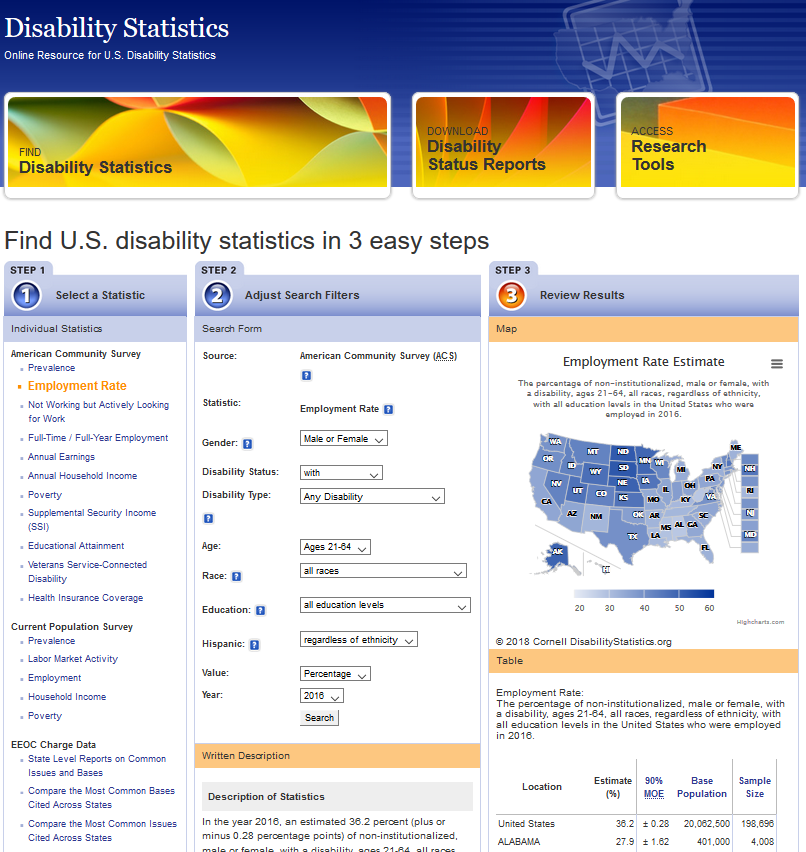 Disability Statistics
Online Resource for U.S. Disability Statistics
FIND
Disability Statistics
DOWNLOAD
Disability
Status Reports
ACCESS
Research
Tools
Find U.S. disability statistics in 3 easy steps
STEP 1
1 Select a Statistic
Individual Statistics
American Community Survey
Prevalence
Employment Rate
Not Working but Actively Looking
for Work
Full-Time / Full-Year Employment
Annual Earnings
Annual Household Income
Poverty
Supplemental Security Income
(SSI)
Educational Attainment
Veterans Service-Connected
Disability
Health Insurance Coverage
Current Population Survey
Prevalence
Labor Market Activity
Employment
Household Income
Poverty
EEOC Charge Data
State Level Reports on Common
Issues and Bases
Compare the Most Common Bases
Cited Across States
Compare the Most Common Issues
Cited Across States
STEP 2
2 Adjust Search Filters
Search Form
Source: American Community Survey (ACS)
?
Statistic: Employment Rate ?
Gender: ? Male or Female
Disability Status: with
Disability Type: Any Disability
?
Age: Ages 21-64
Race: ? all races
Education: ? all education levels
Hispanic: ? regardless of ethnicity
Value: Percentage
Year: 2016
Search
Written Description
Description of Statistics
In the year 2016, an estimated 36.2 percent (plus or
minus 0.28 percentage points) of non-institutionalized,
male or female, with a disability, ages 21-64, all races,
STEP 3
3 Review Results
Map
Employment Rate Estimate
The percentage of non-institutionalized, male or female, with
a disability, ages 21-64, all races, regardless of ethnicity,
with all education levels in the United States who were
employed in 2016.
WA MT ND MN ME
OR ID WY SD WI MI NY NH
NV UT CO NE IA IL OH PA RI
CA KS MO KY VA NJ
AZ NM OK AR SC MD
TX LA MS AL GA
FL
AK HI
20 30 40 50 60
Highcharts.com
© 2018 Cornell DisabilityStatistics.org
Table
Employment Rate:
The percentage of non-institutionalized, male or female, with
a disability, ages 21-64, all races, regardless of ethnicity, with
all education levels in the United States who were employed
in 2016.
Location Estimate (%) 90% MOE Base Population Sample Size
United States 36.2 ± 0.28 20,062,500 198,696
ALABAMA 27.9 ± 1.62 401,000 4,008